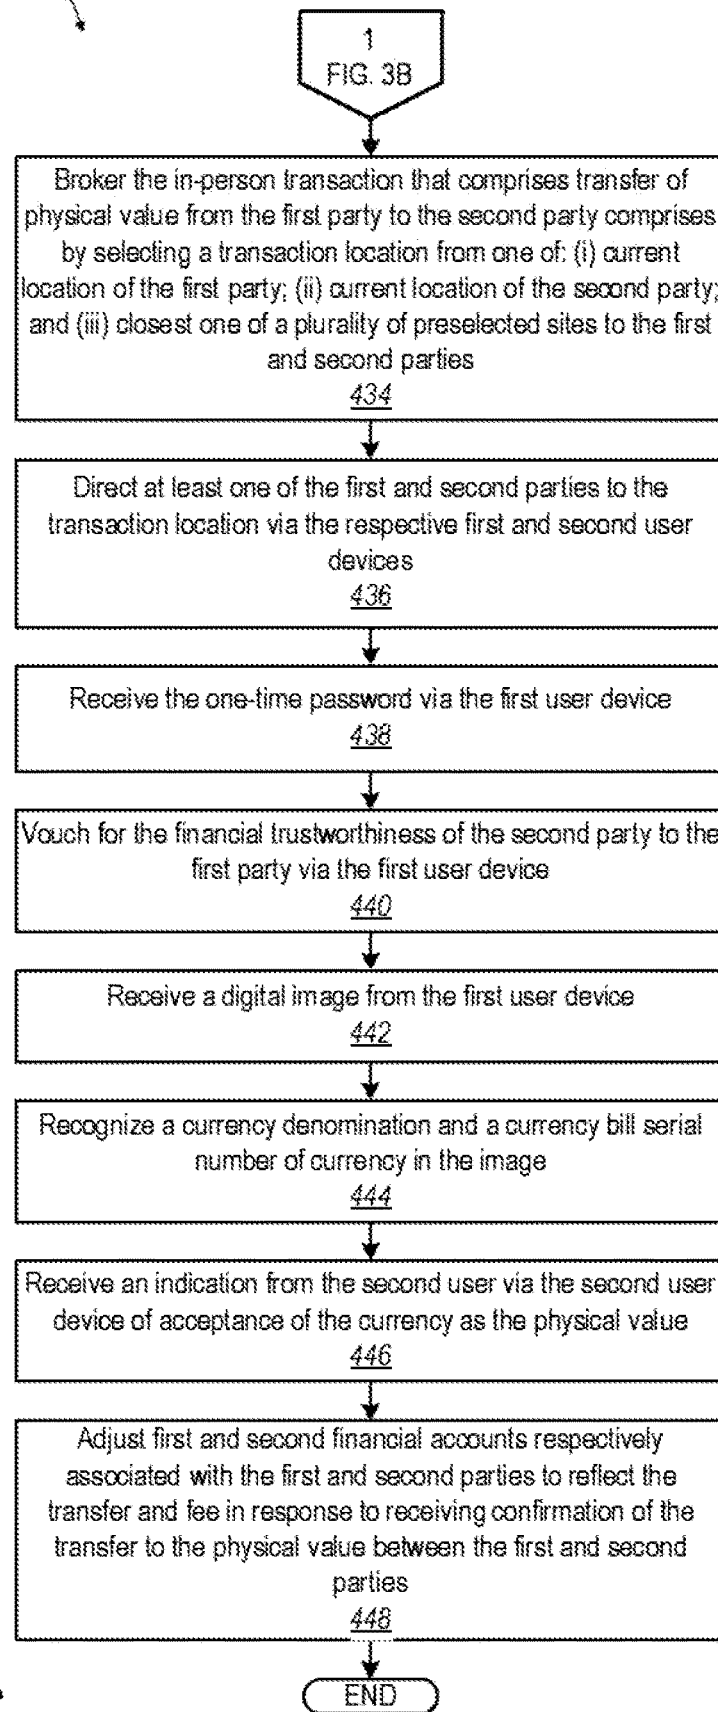 1
FIG. 3B
Broker the in-person transaction that comprises transfer of
physical value from the first party to the second party comprises
by selecting a transaction location from one of: (i) current
location of the first party; (ii) current location of the second party;
and (iii) closest one of a plurality of preselected sites to the first
and second parties
434
Direct at least one of the first and second parties to the
transaction location via the respective first and second user
devices
436
Receive the one-time password via the first user device
438
Vouch for the financial trustworthiness of the second party to the
first party via the first user device
440
Receive a digital image from the first user device
442
Recognize a currency denomination and a currency bill serial
number of currency in the image
444
Receive an indication from the second user via the second user
device of acceptance of the currency as the physical value
446
Adjust first and second financial accounts respectively
associated with the first and second parties to reflect the
transfer and fee in response to receiving confirmation of the
transfer to the physical value between the first and second
parties
448
END